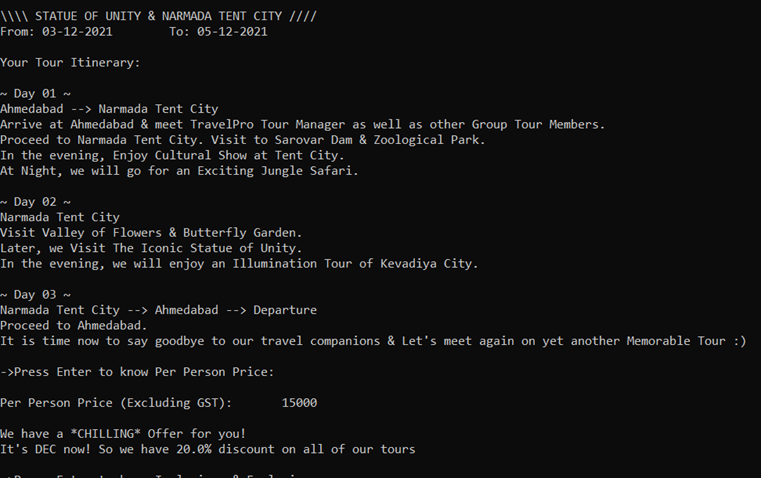 \\\\ STATUE OF UNITY & NARMADA TENT CITY ////
From: 03-12-2021 To: 05-12-2021
Your Tour Itinerary:
~ Day 01 ~
Ahmedabad --> Narmada Tent City
Arrive at Ahmedabad & meet TravelPro Tour Manager as well as other Group Tour Members.
Proceed to Narmada Tent City. Visit to Sarovar Dam & Zoological Park.
In the evening, Enjoy Cultural Show at Tent City.
At Night, we will go for an Exciting Jungle Safari.
~ Day 02 ~
Narmada Tent City
Visit Valley of Flowers & Butterfly Garden.
Later, we Visit The Iconic Statue of Unity.
In the evening, we will enjoy an Illumination Tour of Kevadiya City.
~ Day 03 ~
Narmada Tent City --> Ahmedabad --> Departure
Proceed to Ahmedabad.
It is time now to say goodbye to our travel companions & Let's meet again on yet another Memorable Tour :)
->Press Enter to know Per Person Price:
Per Person Price (Excluding GST): 15000
We have a *CHILLING* Offer for you!
It's DEC now! So we have 20.0% discount on all of our tours